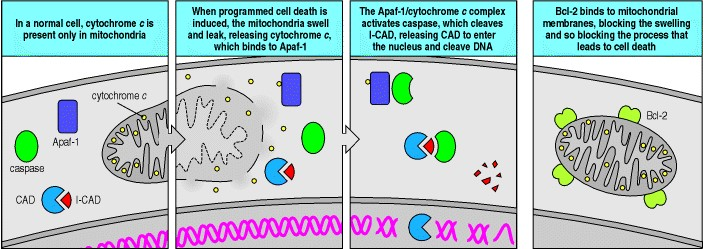 In a normal cell, cytochrome c is
present only in mitochondria
cytochrome c
Apaf-1
caspase
CAD
I-CAD
When programmed cell death is
induced, the mitochondria swell
and leak, releasing cytochrome c,
which binds to Apaf-1
The Apaf-1/cytochrome c complex
activates caspase, which cleaves
I-CAD, releasing CAD to enter
the nucleus and cleave DNA
Bcl-2 binds to mitochondrial
membranes, blocking the swelling
and so blocking the process that
leads to cell death
Bcl-2